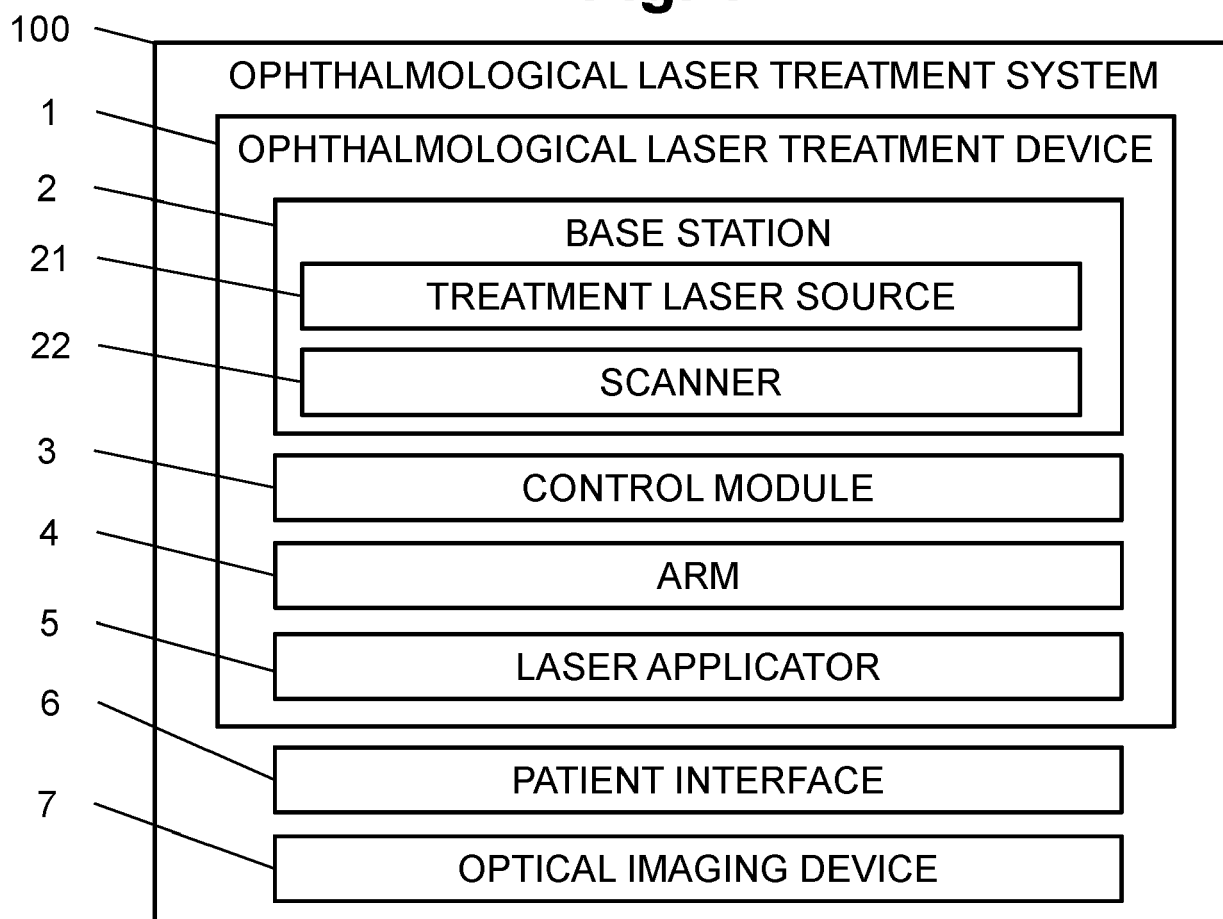 100
OPHTHALMOLOGICAL LASER TREATMENT SYSTEM
1
OPHTHALMOLOGICAL LASER TREATMENT DEVICE
2
BASE STATION
21
TREATMENT LASER SOURCE
22
SCANNER
3
CONTROL MODULE
4
ARM
5
LASER APPLICATOR
6
PATIENT INTERFACE
7
OPTICAL IMAGING DEVICE